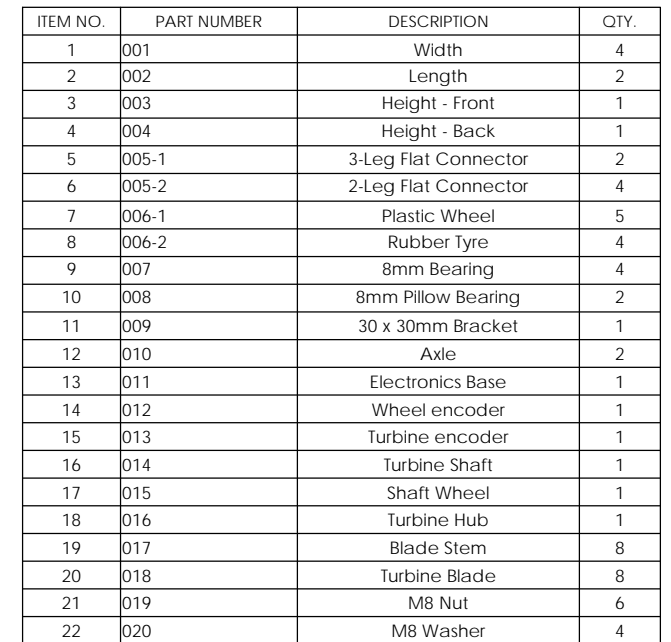 ITEM NO. PART NUMBER DESCRIPTION QTY.
1 001 Width 4
2 002 Length 2
3 003 Height - Front 1
4 004 Height - Back 1
5 005-1 3-Leg Flat Connector 2
6 005-2 2-Leg Flat Connector 4
7 006-1 Plastic Wheel 5
8 006-2 Rubber Tyre 4
9 007 8mm Bearing 4
10 008 8mm Pillow Bearing 2
11 009 30 x 30mm Bracket 1
12 010 Axle 2
13 011 Electronics Base 1
14 012 Wheel encoder 1
15 013 Turbine encoder 1
16 014 Turbine Shaft 1
17 015 Shaft Wheel 1
18 016 Turbine Hub 1
19 017 Blade Stem 8
20 018 Turbine Blade 8
21 019 M8 Nut 6
22 020 M8 Washer 4